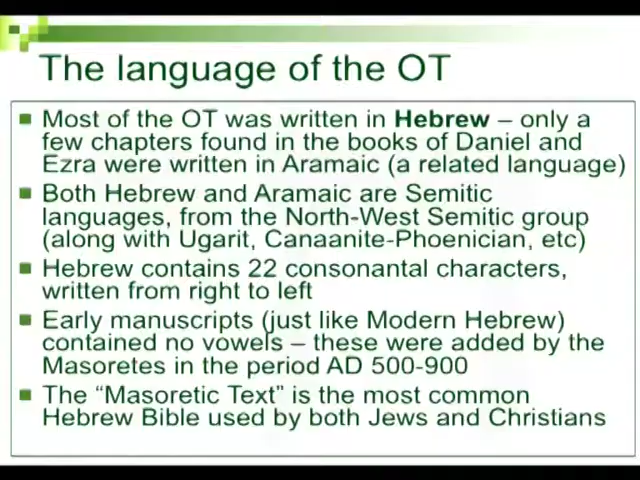 The language of the OT
Most of the OT was written in Hebrew – only a
few chapters found in the books of Daniel and
Ezra were written in Aramaic (a related language)
Both Hebrew and Aramaic are Semitic
languages, from the North-West Semitic group
(along with Ugarit, Canaanite-Phoenician, etc)
Hebrew contains 22 consonantal characters,
written from right to left
Early manuscripts (just like Modern Hebrew)
contained no vowels – these were added by the
Masoretes in the period AD 500-900
The “Masoretic Text” is the most common
Hebrew Bible used by both Jews and Christians